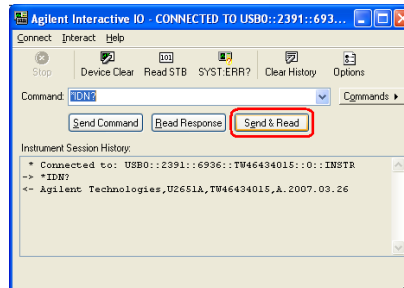 Agilent Interactive IO - CONNECTED TO USB0::2391::693...
Connect Interact Help
Stop Device Clear Read STB SYST:ERR? Clear History Options
Command: *IDN? Commands
Send Command Read Response Send & Read
Instrument Session History:
* Connected to: USB0::2391::6936::TW46434015::0::INSTR
-> *IDN?
<- Agilent Technologies,U2651A,TW46434015,A.2007.03.26